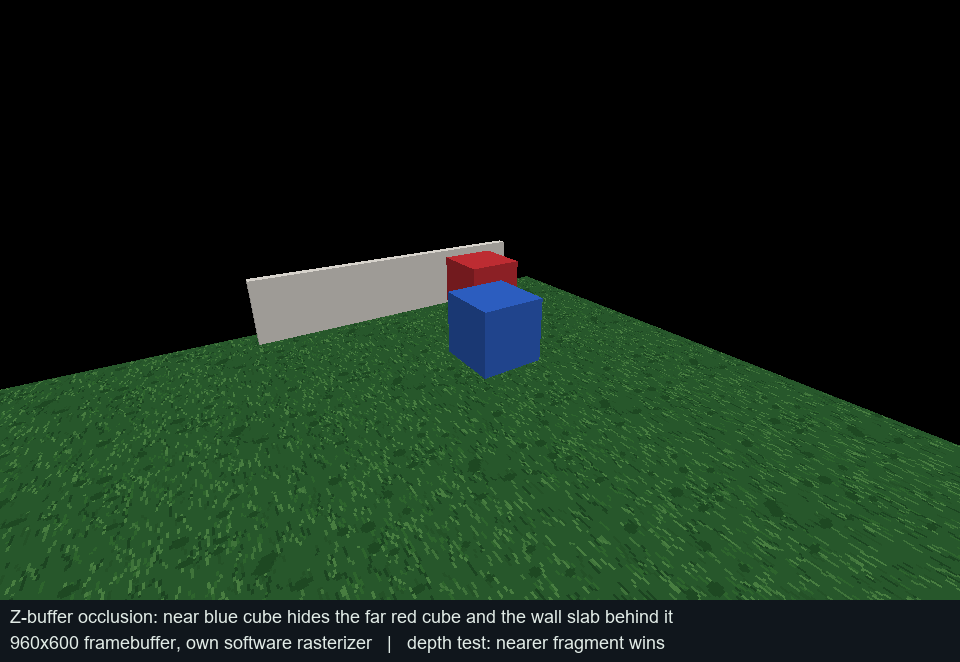 Z-buffer occlusion: near blue cube hides the far red cube and the wall slab behind it
960x600 framebuffer, own software rasterizer | depth test: nearer fragment wins